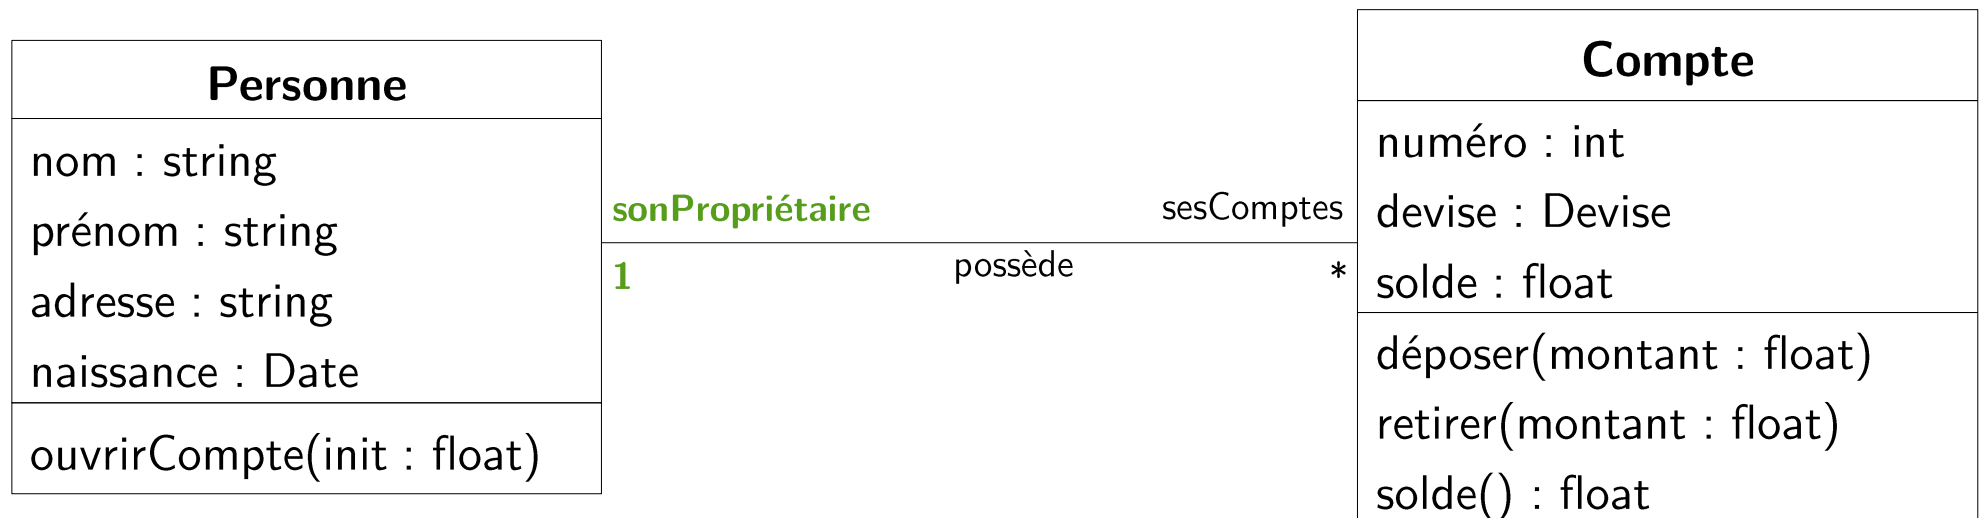 Personne
nom : string
prénom : string
adresse : string
naissance : Date
ouvrirCompte(init : float)
sonPropriétaire
sesComptes
1
possède
*
Compte
numéro : int
devise : Devise
solde : float
déposer(montant : float)
retirer(montant : float)
solde() : float